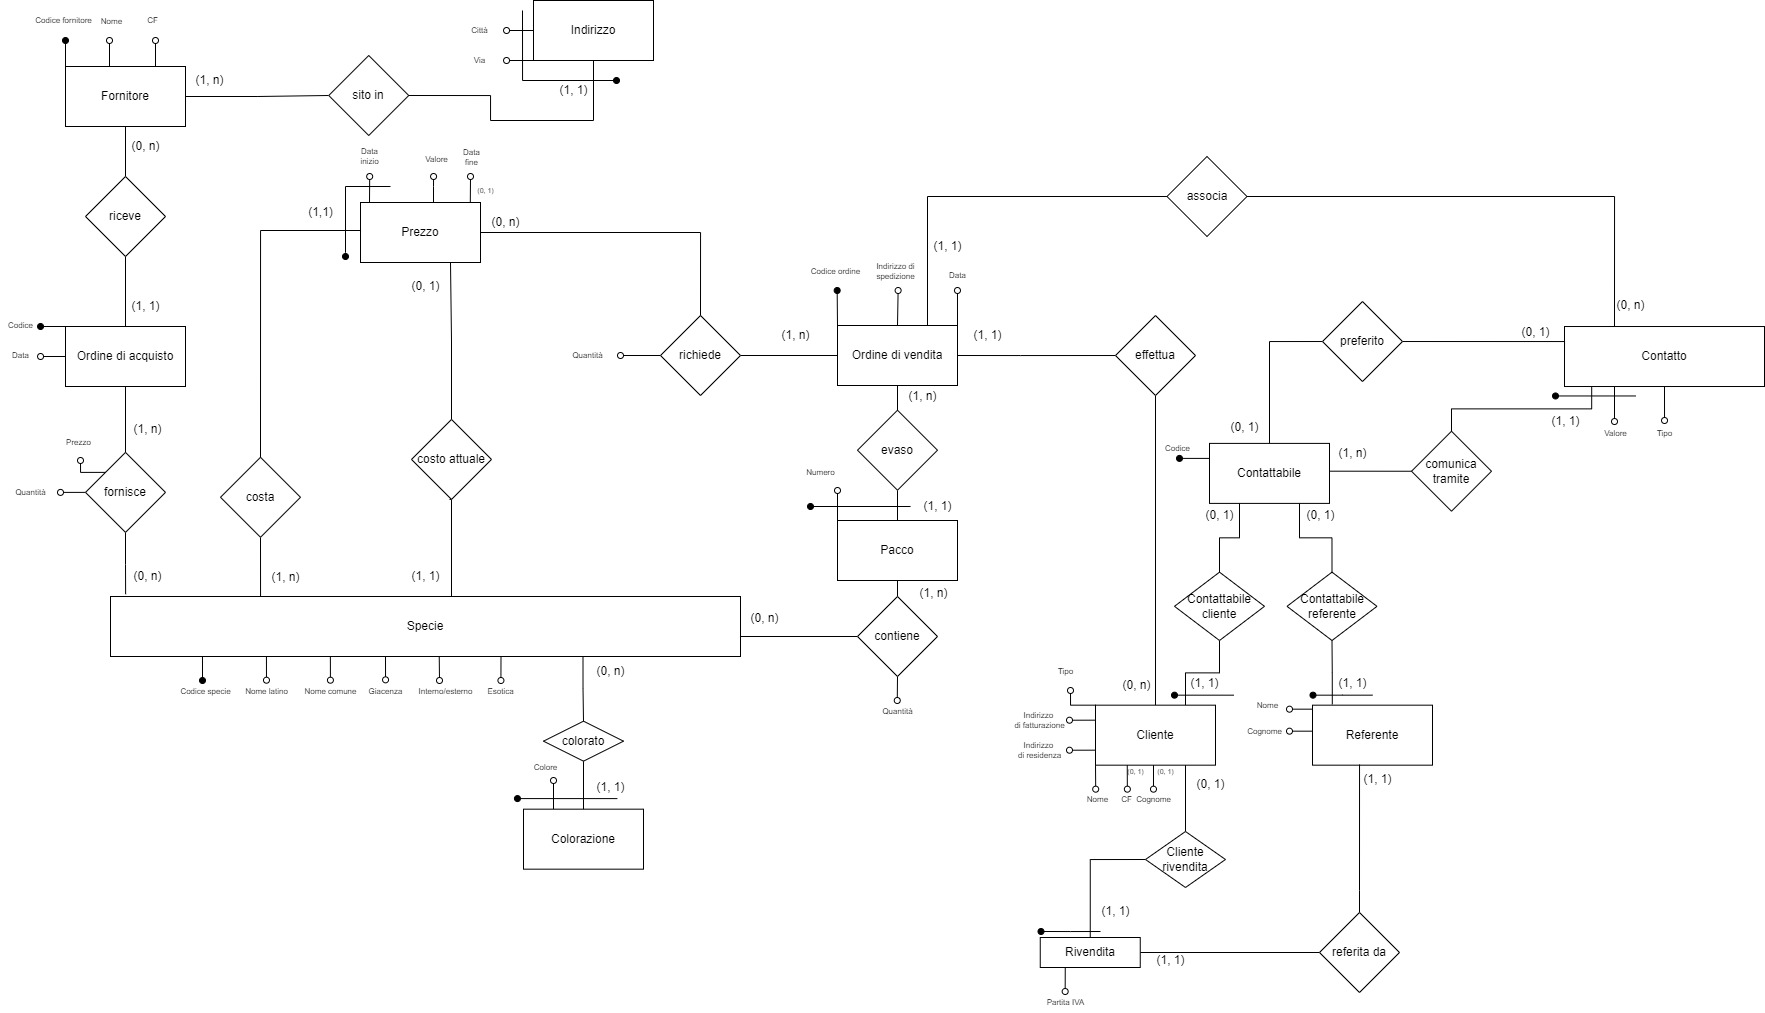 Codice fornitore
Nome
CF
Fornitore
(1, n)
sito in
Città
Via
Indirizzo
(1, 1)
(0, n)
riceve
(1, 1)
Codice
Data
Ordine di acquisto
(1, n)
Prezzo
Quantità
fornisce
(0, n)
Data
inizio
Valore
Data
fine
(0, 1)
(1,1)
Prezzo
(0, n)
(0, 1)
costa
(1, n)
costo attuale
(1, 1)
Quantità
richiede
(1, n)
Codice ordine
Indirizzo di
spedizione
Data
Ordine di vendita
(1, 1)
associa
(0, n)
(1, 1)
effettua
(1, n)
evaso
Numero
(1, 1)
Pacco
(1, n)
contiene
Quantità
(0, n)
Specie
Codice specie
Nome latino
Nome comune
Giacenza
Interno/esterno
Esotica
(0, n)
colorato
Colore
(1, 1)
Colorazione
preferito
(0, 1)
(0, 1)
Contatto
(1, 1)
Valore
Tipo
Codice
Contattabile
(1, n)
comunica
tramite
(0, 1)
(0, 1)
Contattabile
cliente
Contattabile
referente
Tipo
(0, n)
(1, 1)
(1, 1)
Indirizzo
di fatturazione
Indirizzo
di residenza
Cliente
Nome
Cognome
Referente
(0, 1)
(0, 1)
Nome
CF
Cognome
(0, 1)
(1, 1)
Cliente
rivendita
(1, 1)
Rivendita
(1, 1)
referita da
Partita IVA